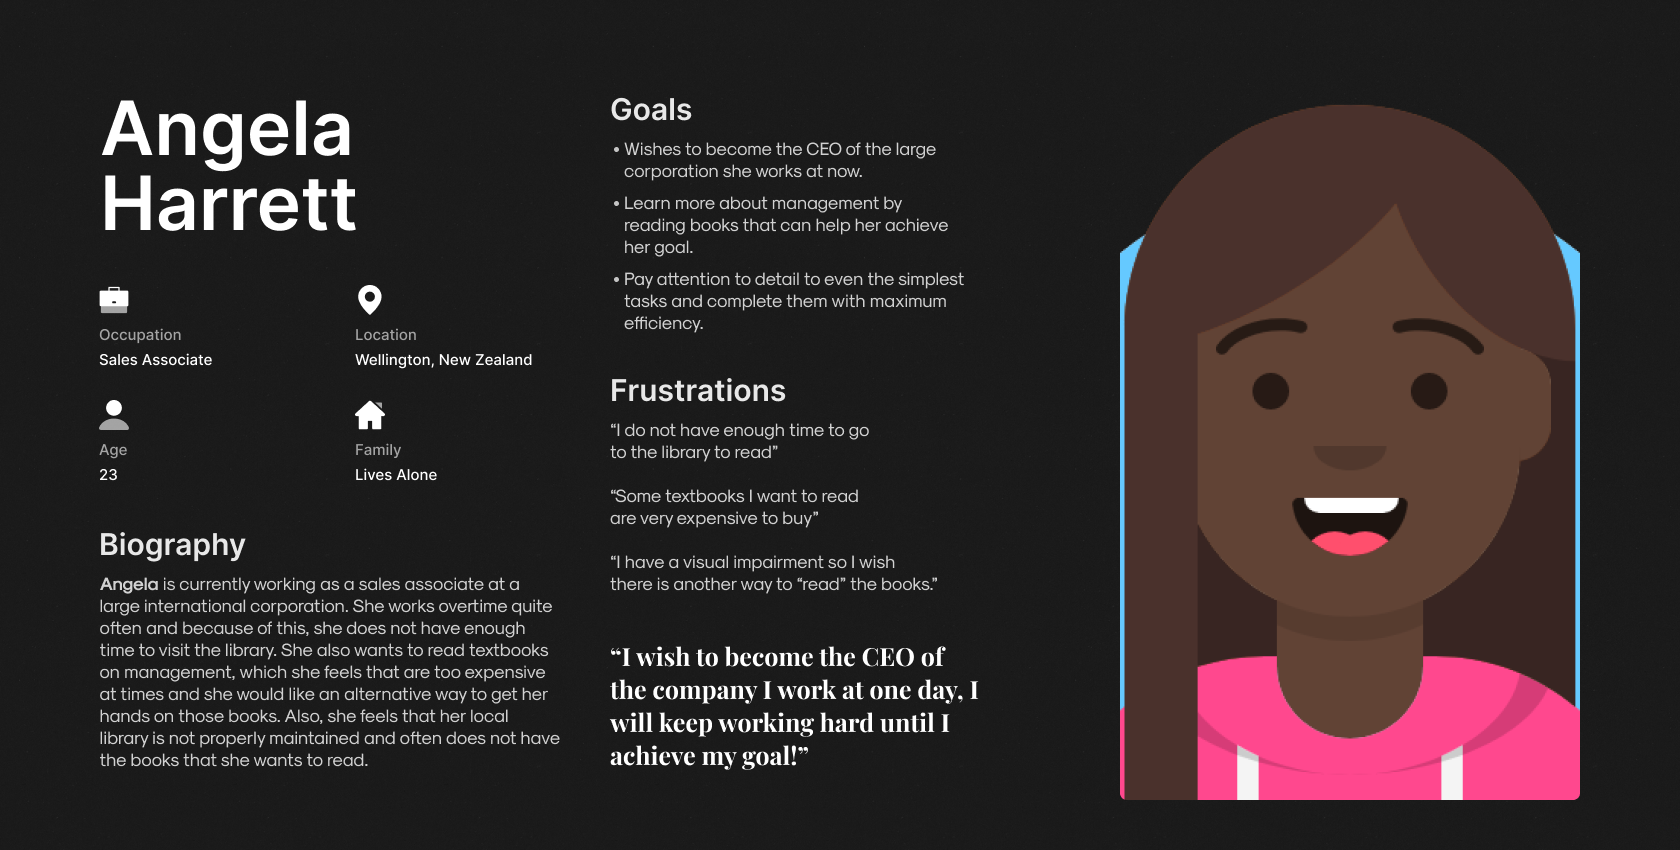 Angela
Harrett
Occupation
Sales Associate
Location
Wellington, New Zealand
Age
23
Family
Lives Alone
Biography
Angela is currently working as a sales associate at a
large international corporation. She works overtime quite
often and because of this, she does not have enough
time to visit the library. She also wants to read textbooks
on management, which she feels that are too expensive
at times and she would like an alternative way to get her
hands on those books. Also, she feels that her local
library is not properly maintained and often does not have
the books that she wants to read.
Goals
• Wishes to become the CEO of the large
corporation she works at now.
• Learn more about management by
reading books that can help her achieve
her goal.
• Pay attention to detail to even the simplest
tasks and complete them with maximum
efficiency.
Frustrations
“I do not have enough time to go
to the library to read”
“Some textbooks I want to read
are very expensive to buy”
“I have a visual impairment so I wish
there is another way to “read” the books.”
“I wish to become the CEO of
the company I work at one day, I
will keep working hard until I
achieve my goal!”